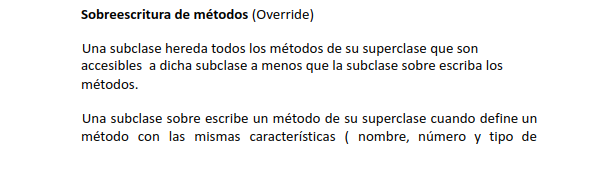 Sobreescritura de métodos (Override)
Una subclase hereda todos los métodos de su superclase que son
accesibles a dicha subclase a menos que la subclase sobre escriba los
métodos.
Una subclase sobre escribe un método de su superclase cuando define un
método con las mismas características ( nombre, número y tipo de